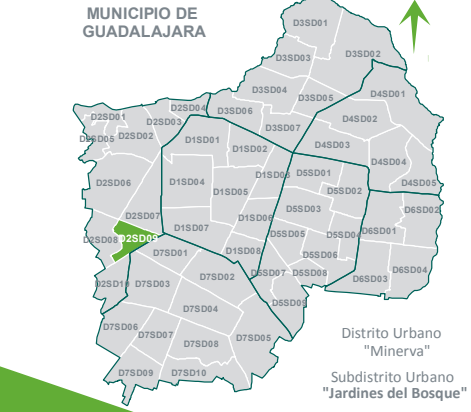 MUNICIPIO DE
GUADALAJARA
D3SD01
D3SD02
D3SD03
D3SD04
D3SD05
D4SD01
D2SD04
D3SD06
D2SD01
D2SD03
D3SD07
D2SD05
D2SD02
D1SD01
D1SD02
D4SD03
D4SD04
D1SD03
D5SD01
D2SD06
D1SD04
D1SD05
D5SD02
D4SD05
D2SD07
D1SD06
D5SD03
D6SD02
D1SD07
D5SD05
D5SD04
D6SD01
D2SD08
D2SD09
D7SD01
D1SD08
D5SD06
D7SD02
D5SD07
D5SD08
D6SD03
D6SD04
D2SD10
D7SD03
D5SD09
D7SD04
D7SD06
D7SD07
D7SD05
D7SD08
D7SD09
D7SD10
Distrito Urbano
"Minerva"
Subdistrito Urbano
"Jardines del Bosque"